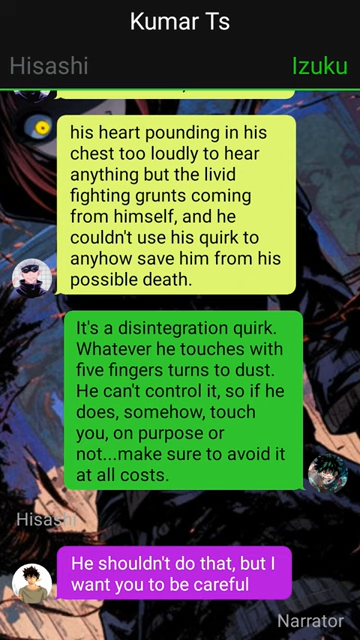 Kumar Ts
Hisashi
Izuku
his heart pounding in his
chest too loudly to hear
anything but the livid
fighting grunts coming
from himself, and he
couldn't use his quirk to
anyhow save him from his
possible death.
It's a disintegration quirk.
Whatever he touches with
five fingers turns to dust.
He can't control it, so if he
does, somehow, touch
you, on purpose or
not...make sure to avoid it
at all costs.
Hisashi
He shouldn't do that, but I
want you to be careful
Narrator